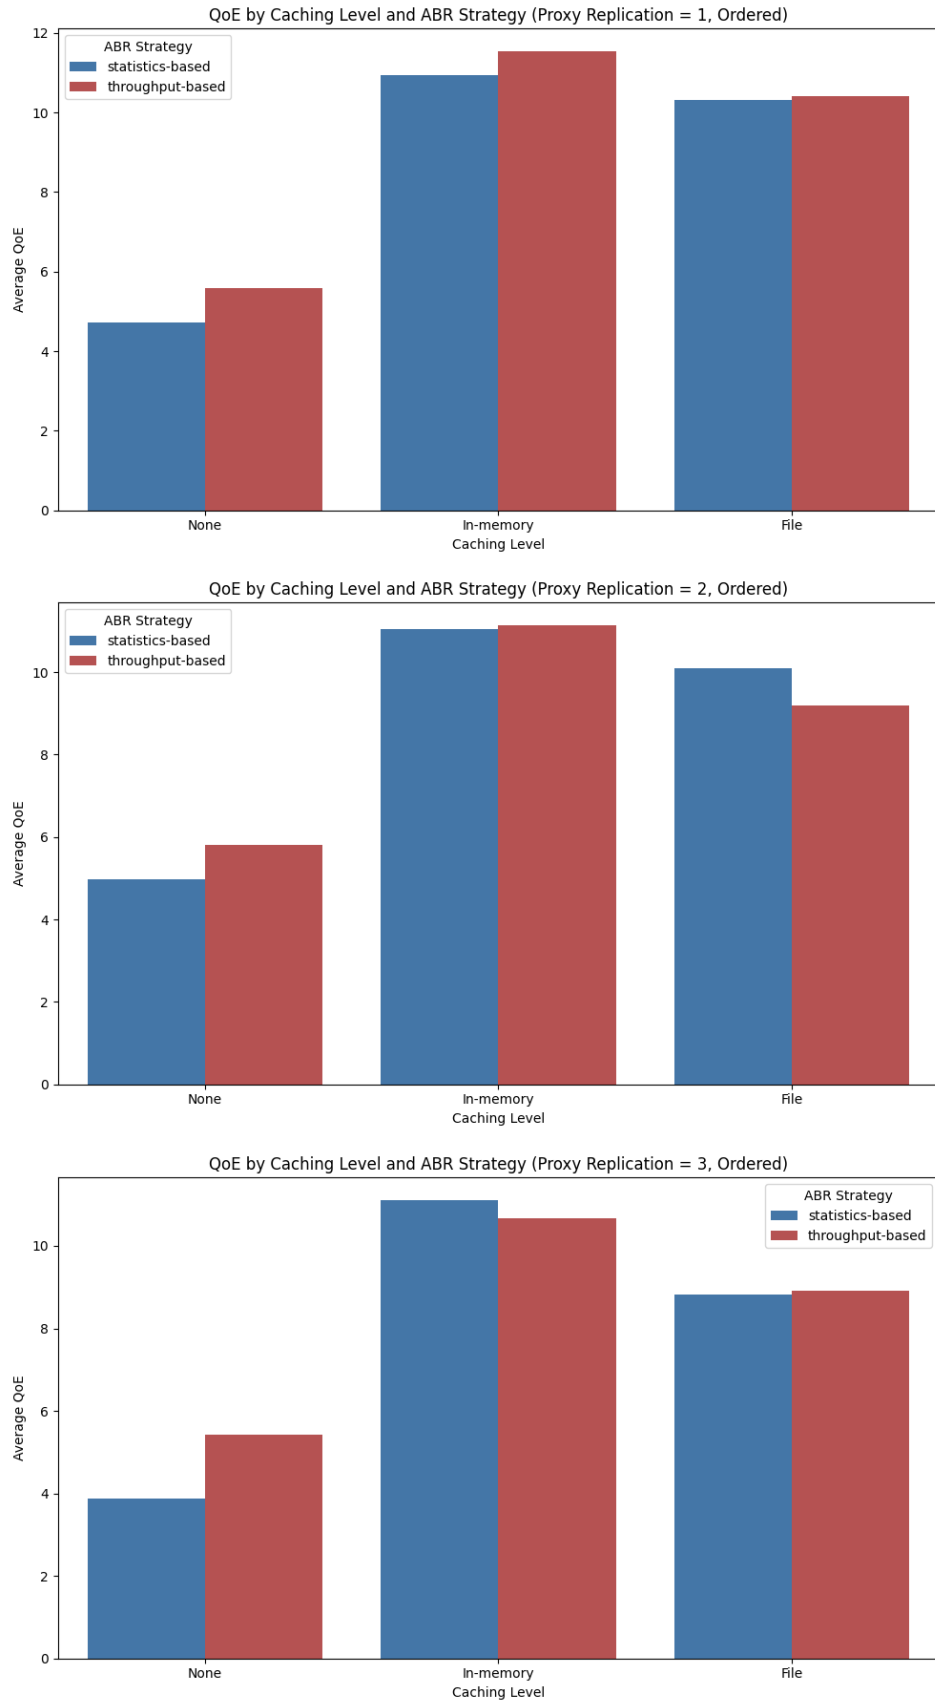 QoE by Caching Level and ABR Strategy (Proxy Replication = 1, Ordered)
ABR Strategy
statistics-based
throughput-based
12
10
8
6
4
2
0
Average QoE
None
In-memory
File
Caching Level
QoE by Caching Level and ABR Strategy (Proxy Replication = 2, Ordered)
ABR Strategy
statistics-based
throughput-based
10
8
6
4
2
0
Average QoE
None
In-memory
File
Caching Level
QoE by Caching Level and ABR Strategy (Proxy Replication = 3, Ordered)
ABR Strategy
statistics-based
throughput-based
10
8
6
4
2
0
Average QoE
None
In-memory
File
Caching Level